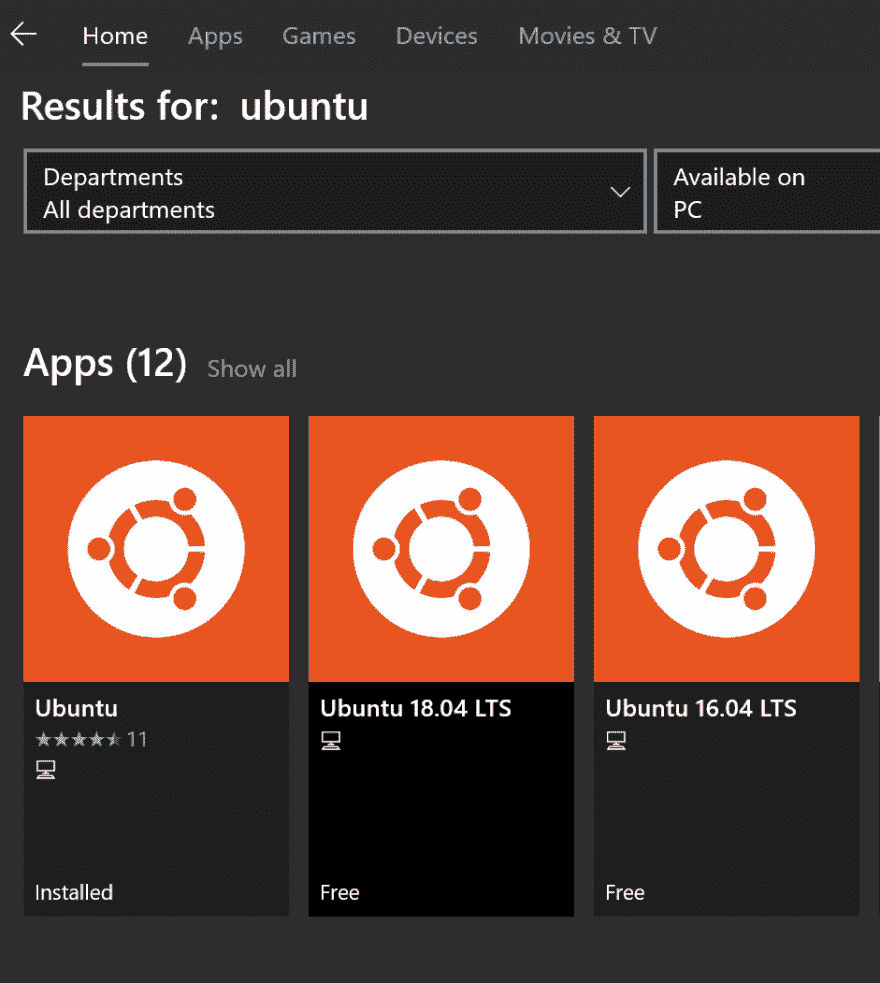 Home Apps Games Devices Movies & TV
Results for: ubuntu
Departments
All departments
Available on
PC
Apps (12) Show all
Ubuntu
11
Installed
Ubuntu 18.04 LTS
Free
Ubuntu 16.04 LTS
Free